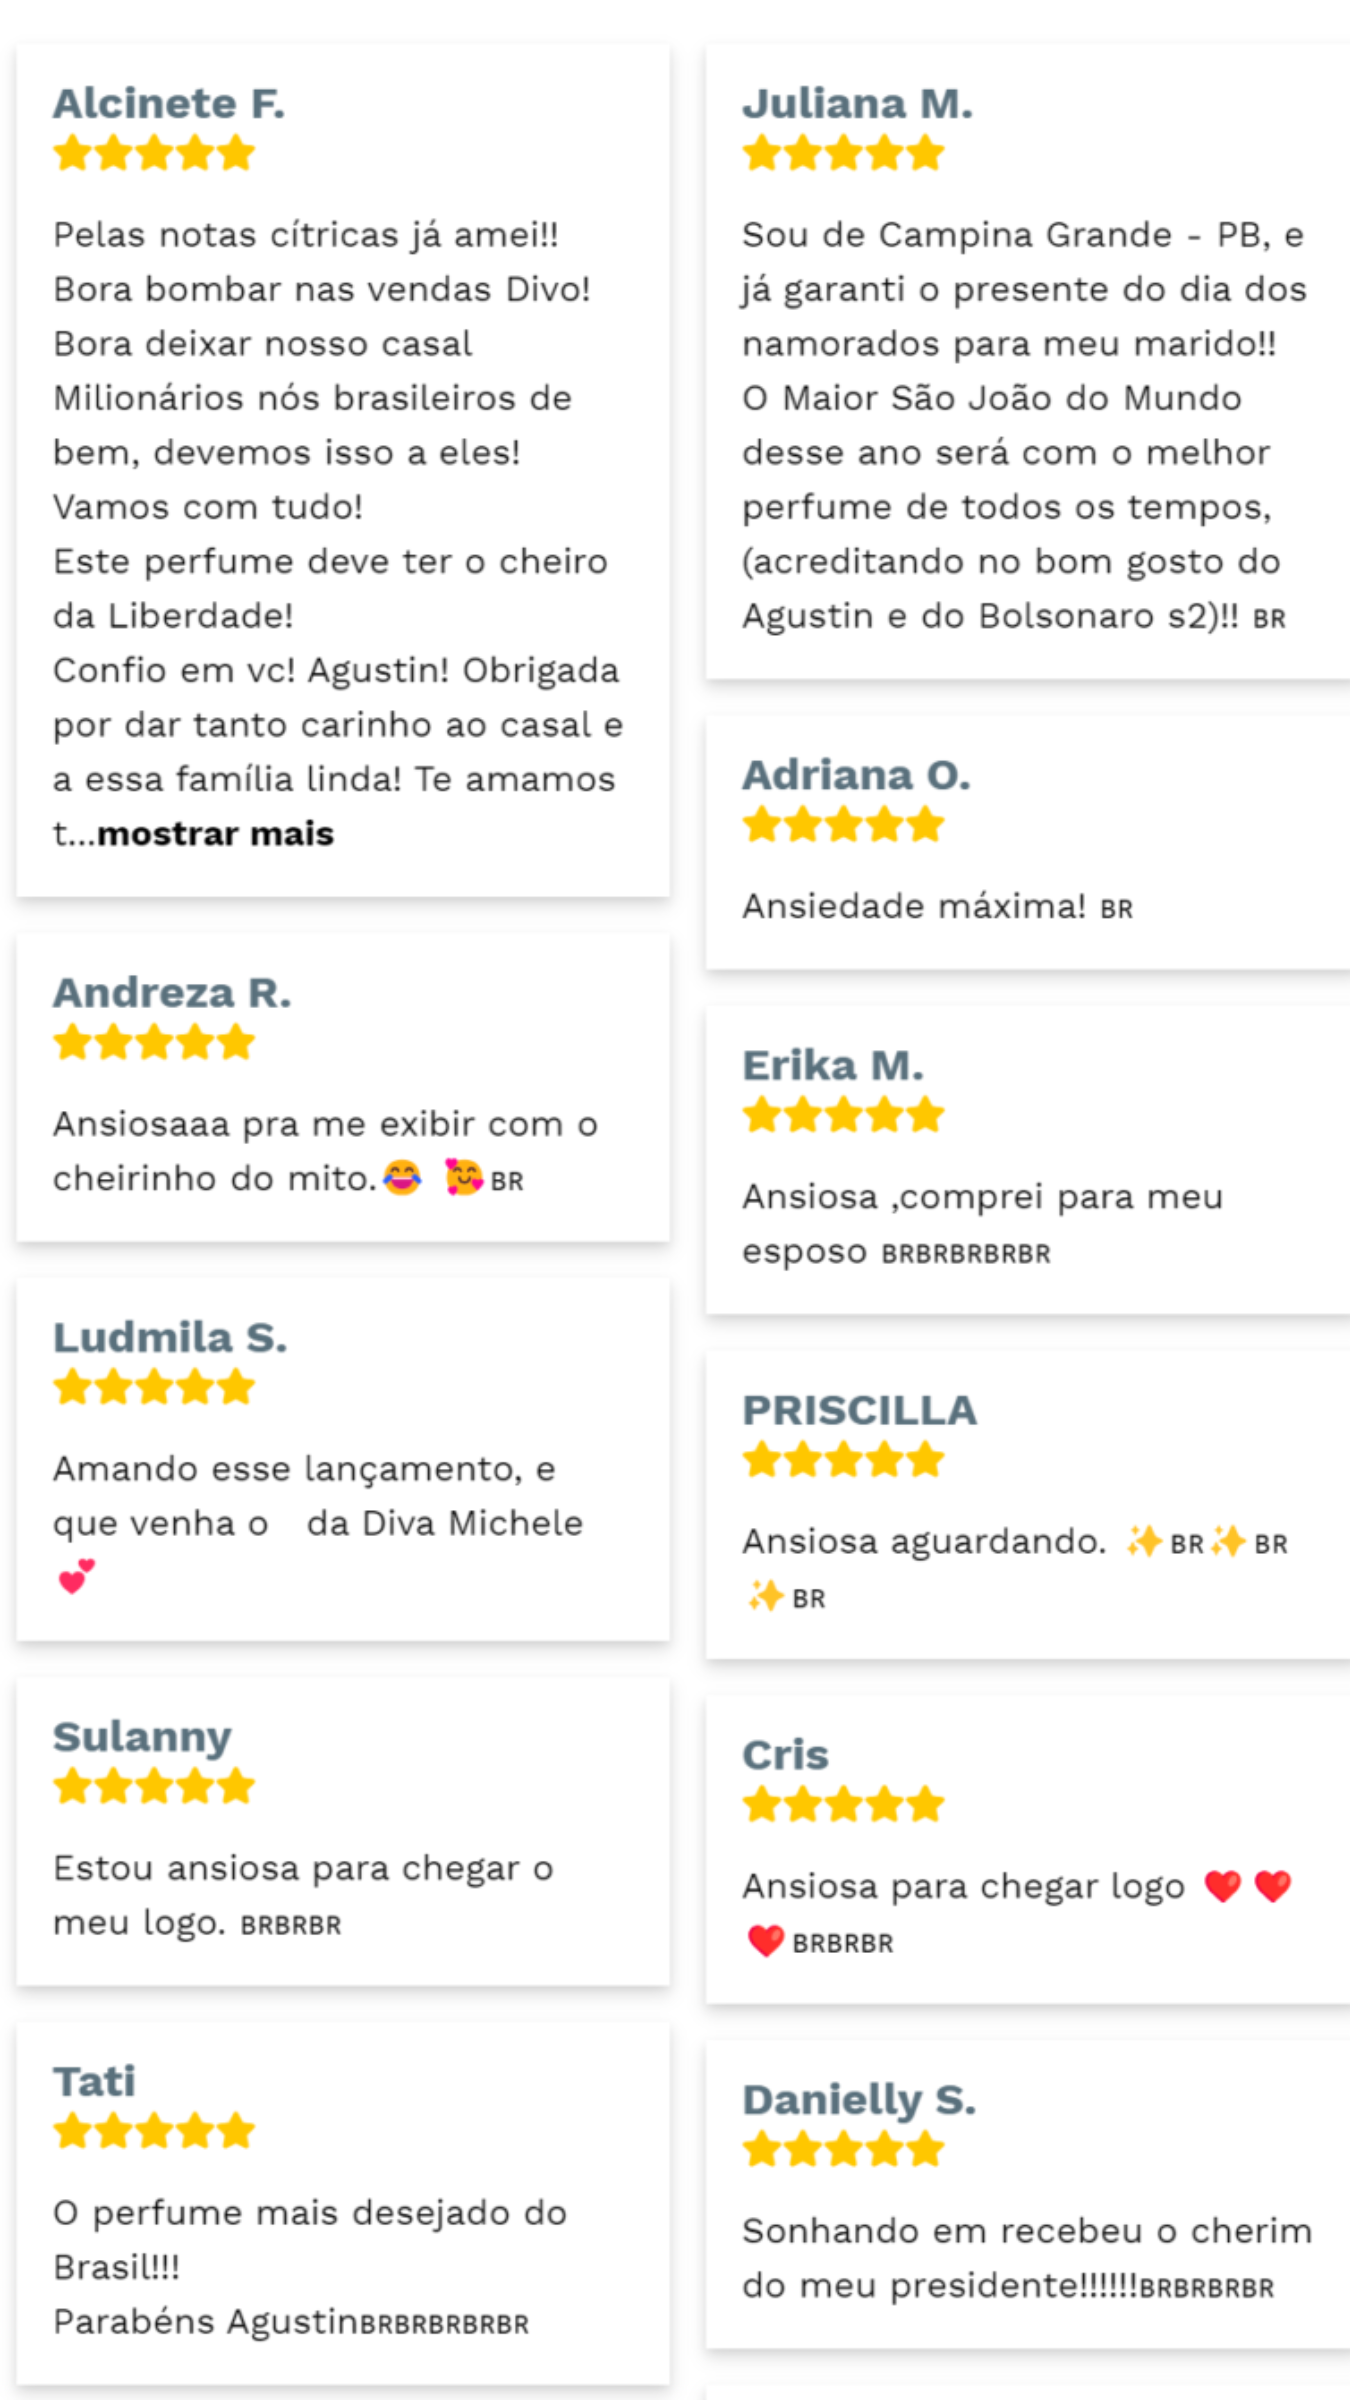 Alcinete F.
Pelas notas cítricas já amei!!
Bora bombar nas vendas Divo!
Bora deixar nosso casal
Milionários nós brasileiros de
bem, devemos isso a eles!
Vamos com tudo!
Este perfume deve ter o cheiro
da Liberdade!
Confio em vc! Agustin! Obrigada
por dar tanto carinho ao casal e
a essa família linda! Te amamos
t...mostrar mais
Andreza R.
Ansiosaaa pra me exibir com o
cheirinho do mito.😂 🥰BR
Ludmila S.
Amando esse lançamento, e
que venha o da Diva Michele
💕
Sulanny
Estou ansiosa para chegar o
meu logo. BRBRBR
Tati
O perfume mais desejado do
Brasil!!!
Parabéns AgustinBRBRBRBRBR
Juliana M.
Sou de Campina Grande - PB, e
já garanti o presente do dia dos
namorados para meu marido!!
O Maior São João do Mundo
desse ano será com o melhor
perfume de todos os tempos,
(acreditando no bom gosto do
Agustin e do Bolsonaro s2)!! BR
Adriana O.
Ansiedade máxima! BR
Erika M.
Ansiosa ,comprei para meu
esposo BRBRBRBRBR
PRISCILLA
Ansiosa aguardando. ✨BR✨BR
✨BR
Cris
Ansiosa para chegar logo ❤️❤️
❤️BRBRBR
Danielly S.
Sonhando em recebeu o cherim
do meu presidente!!!!!!BRBRBRBR